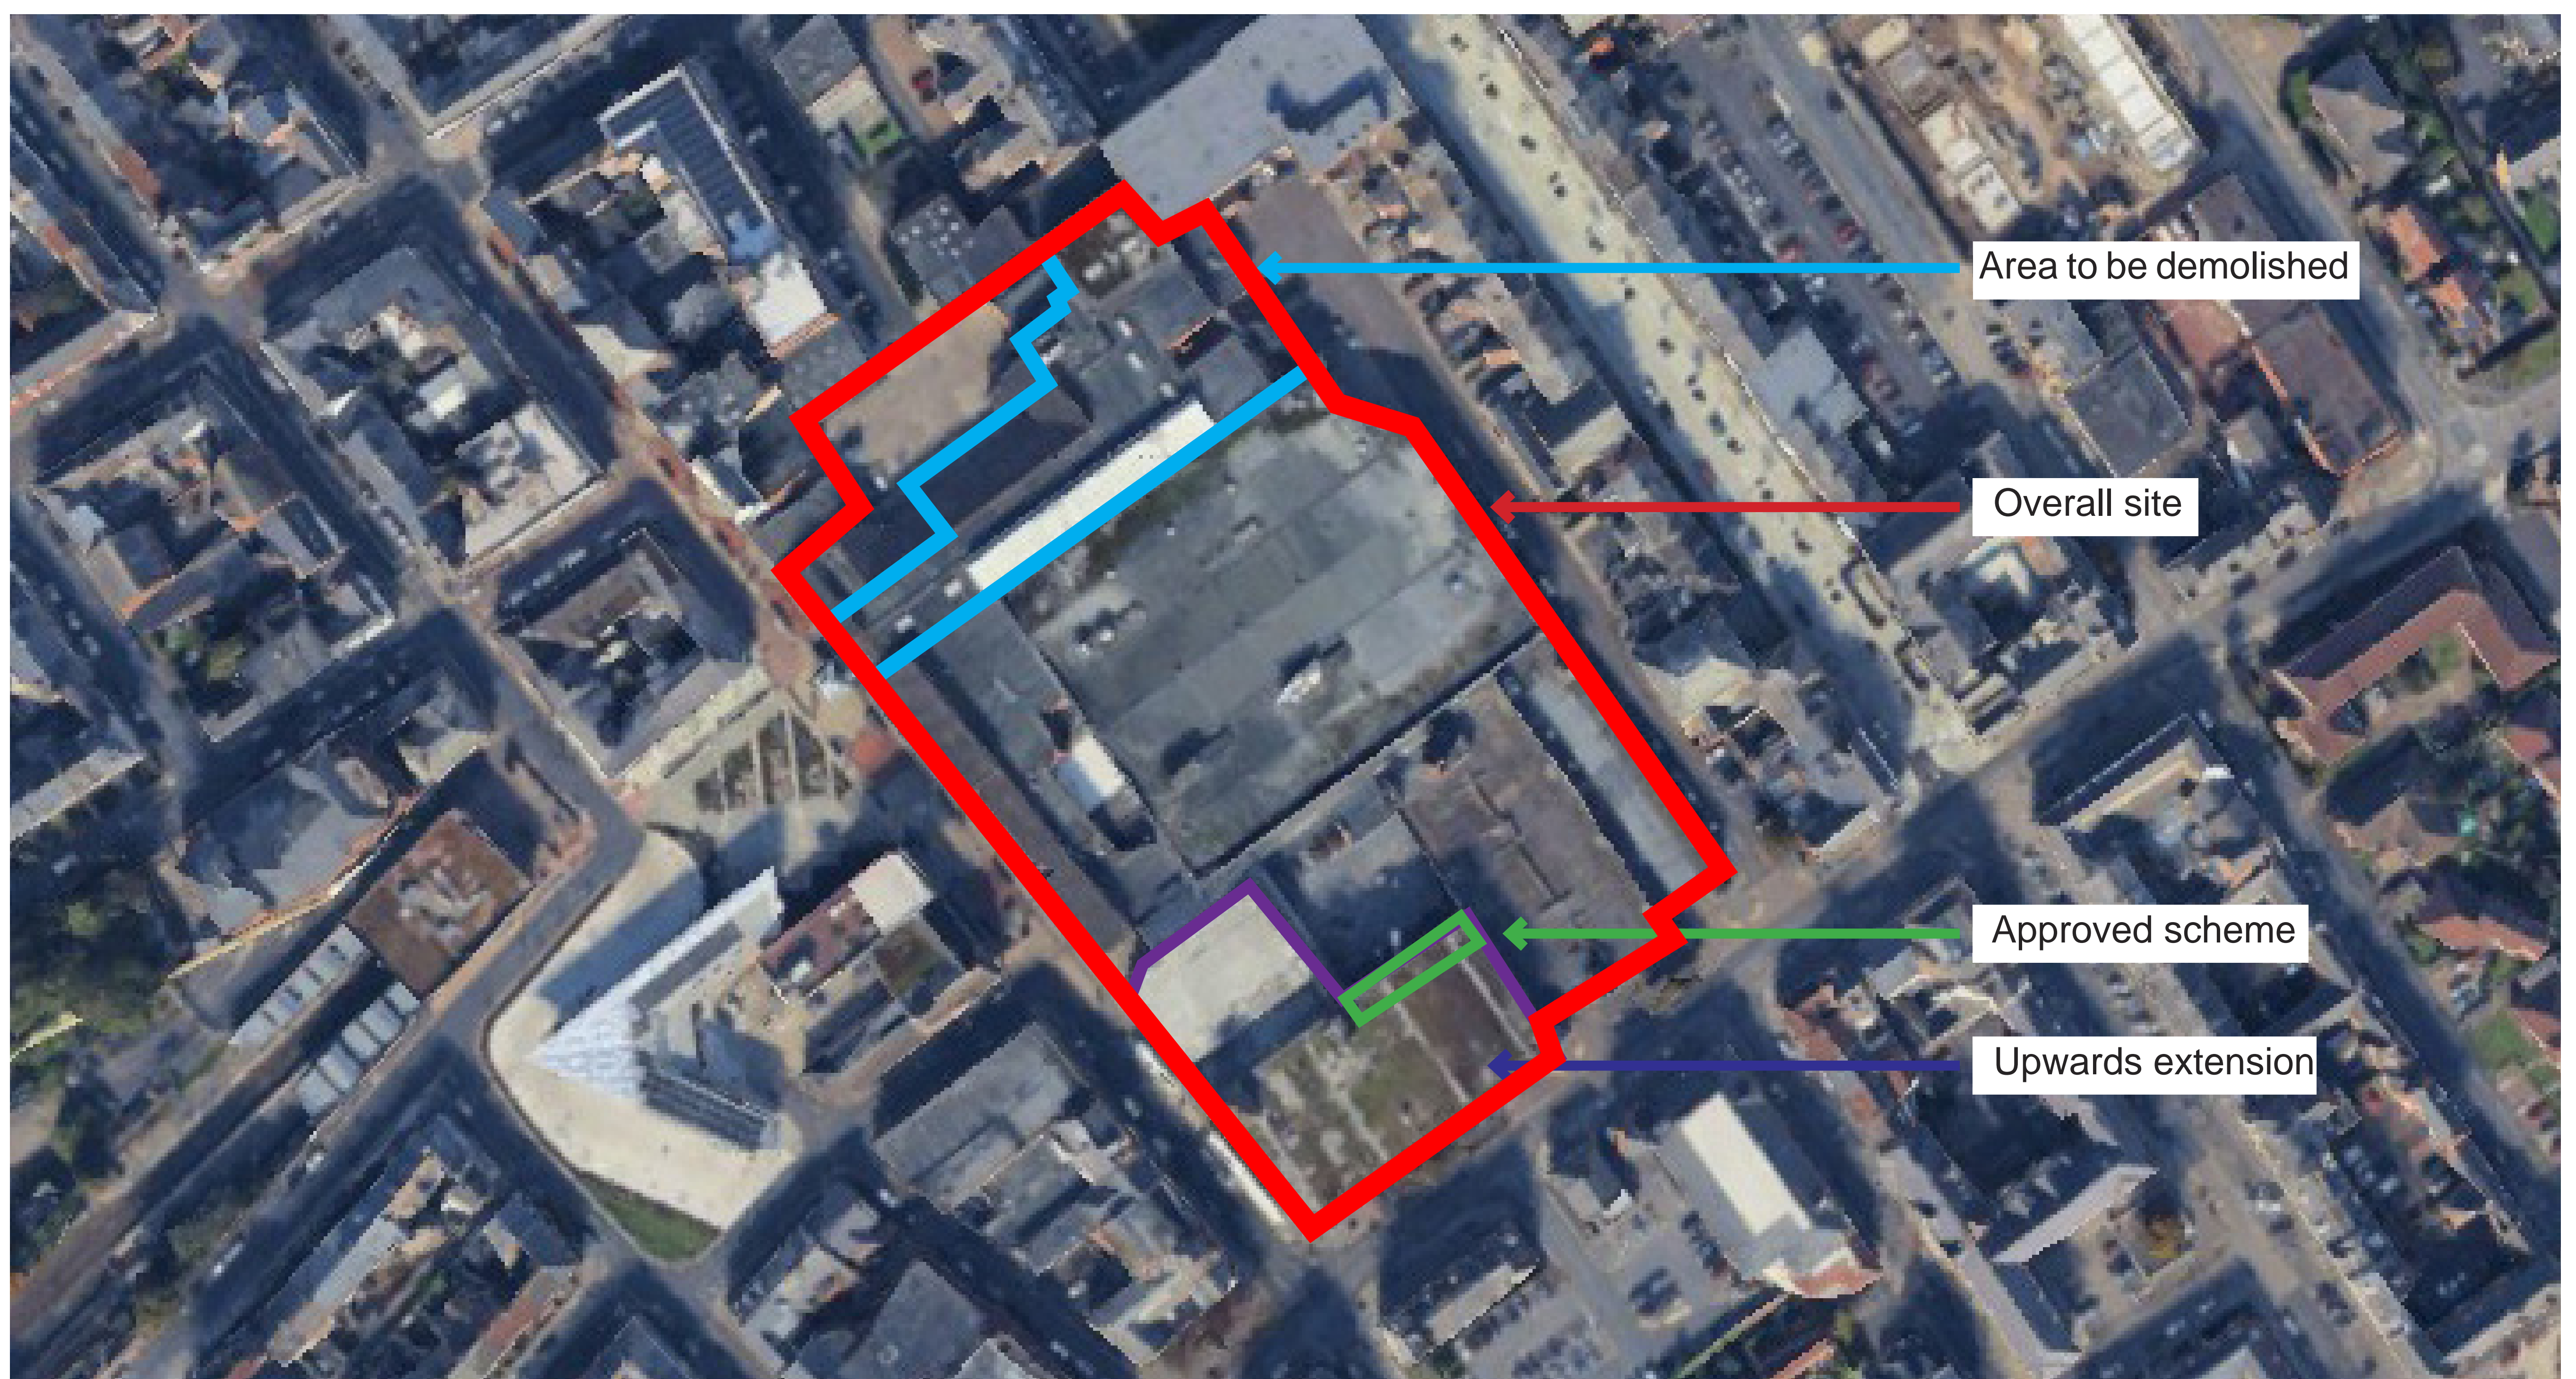 Area to be demolished
Overall site
Approved scheme
Upwards extension